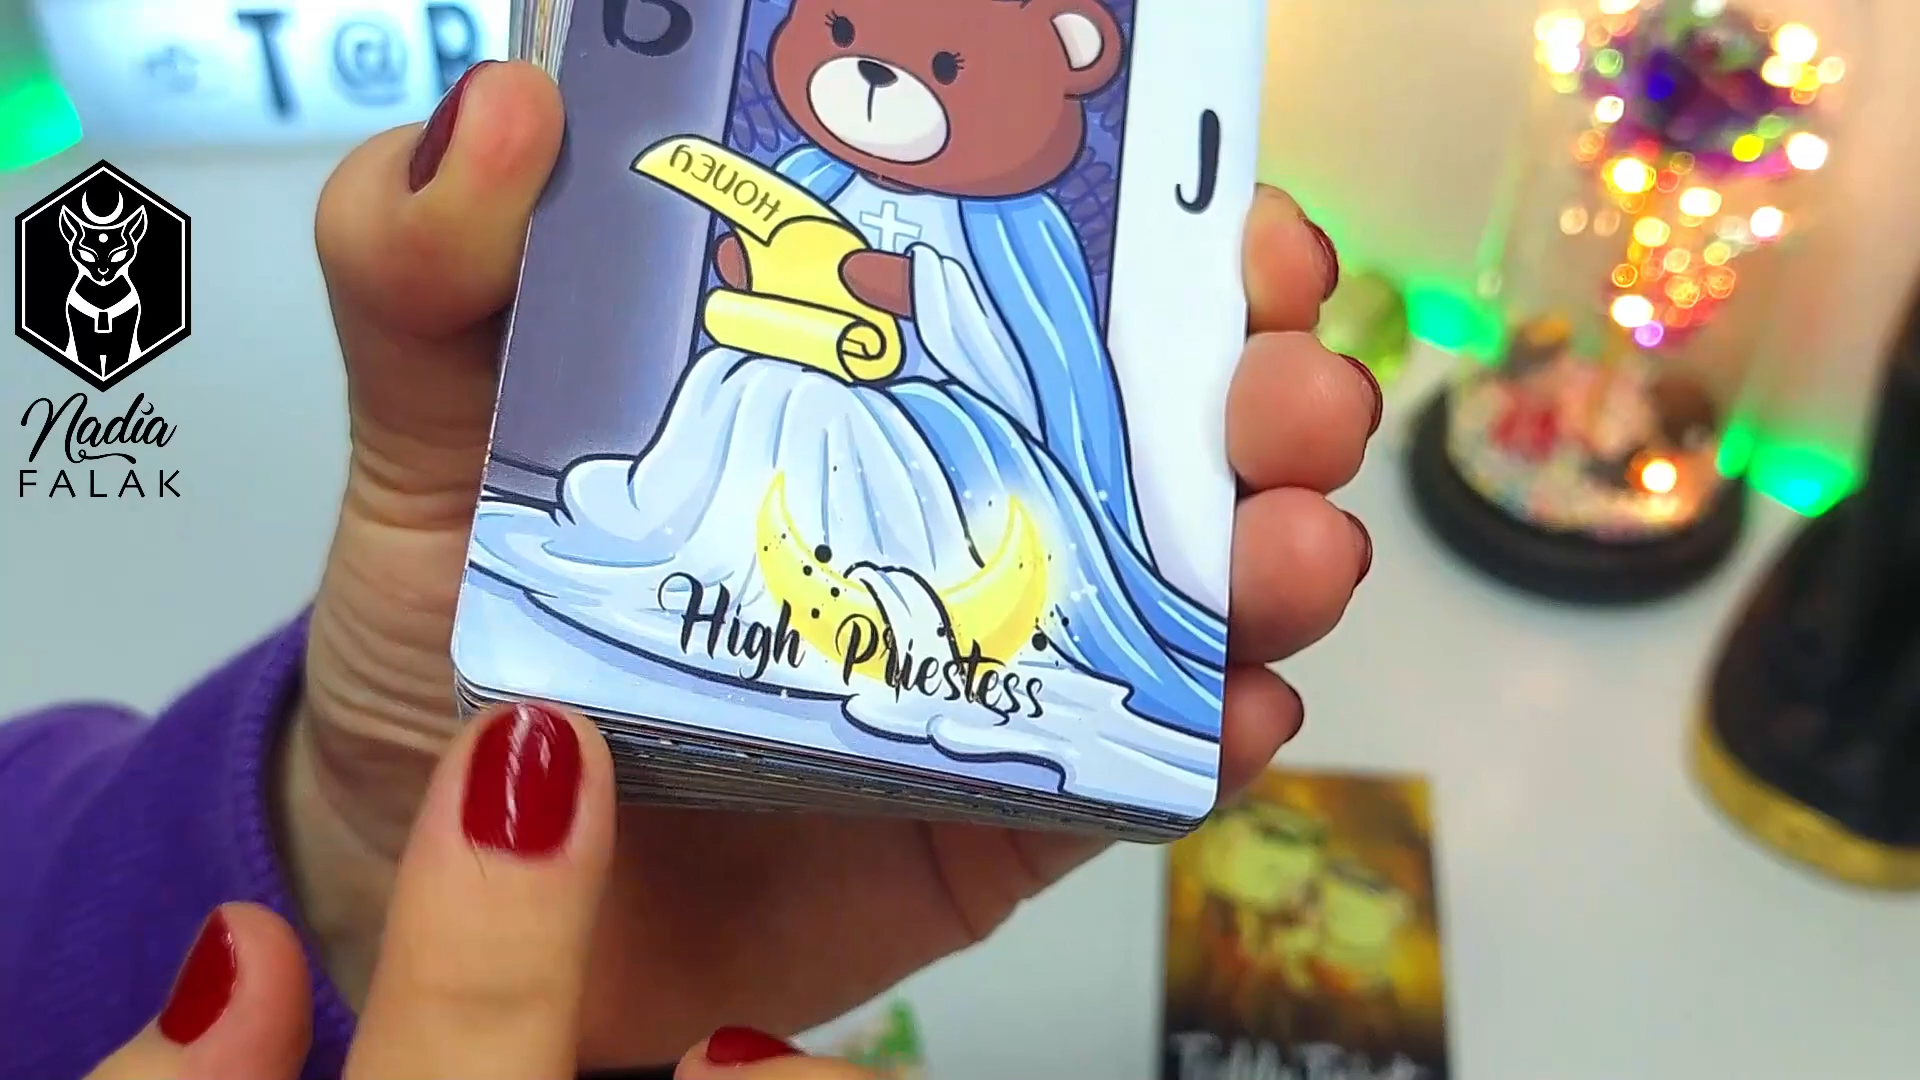 T@R
B
J
HONEY
High Priestess
Nadia
FALAK